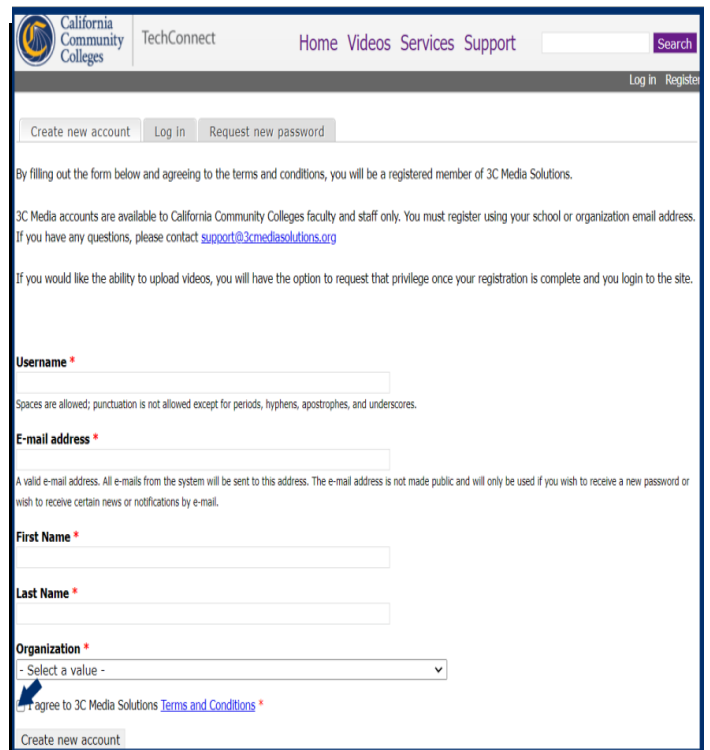 California
Community
Colleges
TechConnect
Home Videos Services Support
Search
Log in Register
Create new account Log in Request new password
By filling out the form below and agreeing to the terms and conditions, you will be a registered member of 3C Media Solutions.
3C Media accounts are available to California Community Colleges faculty and staff only. You must register using your school or organization email address.
If you have any questions, please contact support@3cmediasolutions.org
If you would like the ability to upload videos, you will have the option to request that privilege once your registration is complete and you login to the site.
Username *
Spaces are allowed; punctuation is not allowed except for periods, hyphens, apostrophes, and underscores.
E-mail address *
A valid e-mail address. All e-mails from the system will be sent to this address. The e-mail address is not made public and will only be used if you wish to receive a new password or
wish to receive certain news or notifications by e-mail.
First Name *
Last Name *
Organization *
- Select a value -
I agree to 3C Media Solutions Terms and Conditions *
Create new account